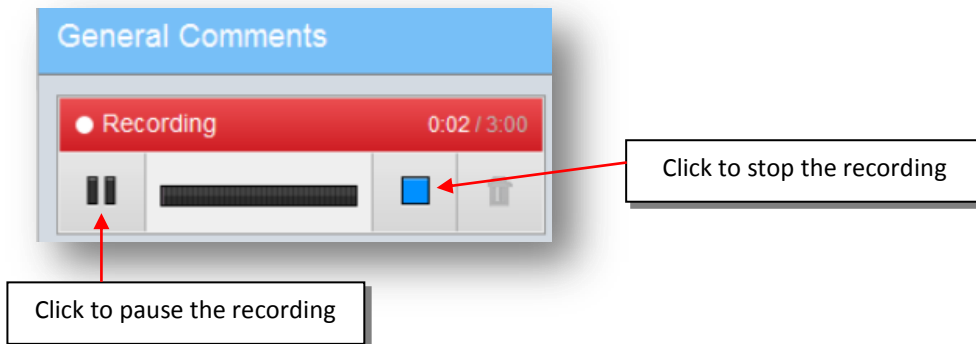 General Comments
Recording 0:02 / 3:00
Click to stop the recording
Click to pause the recording